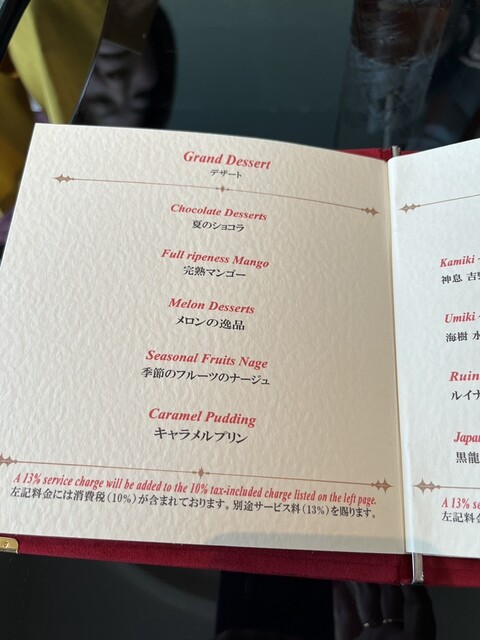 Grand Dessert
デザート
Chocolate Desserts
夏のショコラ
Full ripeness Mango
完熟マンゴー
Melon Desserts
メロンの逸品
Seasonal Fruits Nage
季節のフルーツのナージュ
Caramel Pudding
キャラメルプリン
A 13% service charge will be added to the 10% tax-included charge listed on the left page.
左記料金には消費税（10%）が含まれております。別途サービス料（13%）を賜ります。
Kamiki
神息 吉
Umiki
海樹 水
Ruin
ルイナ
Japa
黒龍
A 13% se
左記料金